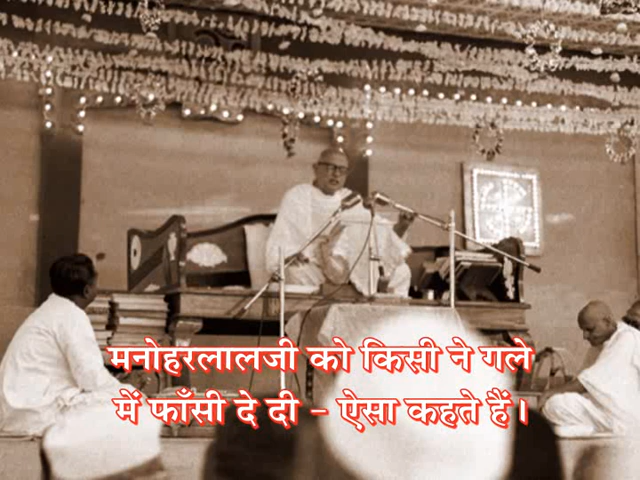 मनोहरलालजी को किसी ने गले
में फाँसी दे दी - ऐसा कहते हैं।